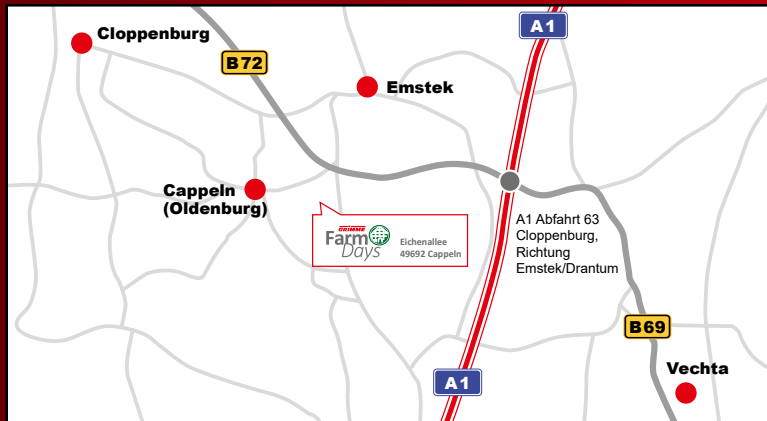 A1
Cloppenburg
B72
Emstek
Cappeln
(Oldenburg)
A1 Abfahrt 63
Cloppenburg,
Richtung
Emstek/Drantum
GRIMME
Farm
Days
Eichenallee
49692 Cappeln
B69
Vechta
A1